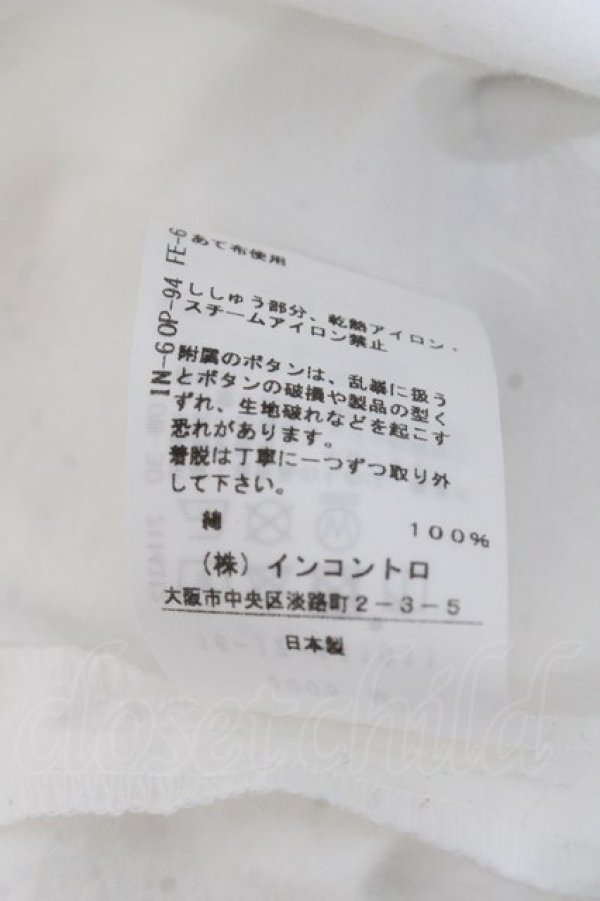 あて布使用
ししゅう部分、乾熱アイロン・
スチームアイロン禁止
附属のボタンは、乱暴に扱う
とボタンの破損や製品の型く
ずれ、生地破れなどを起こす
恐れがあります。
着脱は丁寧に一つずつ取り外
して下さい。
綿 100%
(株) インコントロ
大阪市中央区淡路町2-3-5
日本製
IN-6 OP-94 FE-6
closet child